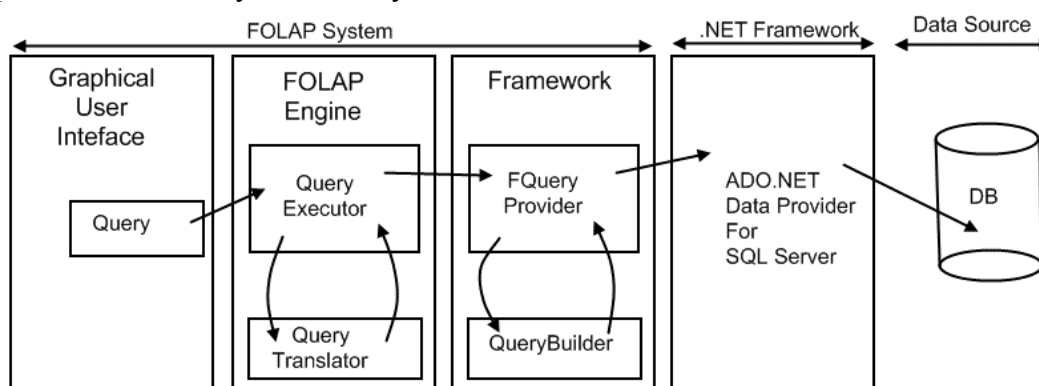 FOLAP System
.NET Framework
Data Source
Graphical
User
Inteface
FOLAP
Engine
Framework
Query
Query
Executor
FQuery
Provider
ADO.NET
Data Provider
For
SQL Server
DB
Query
Translator
QueryBuilder